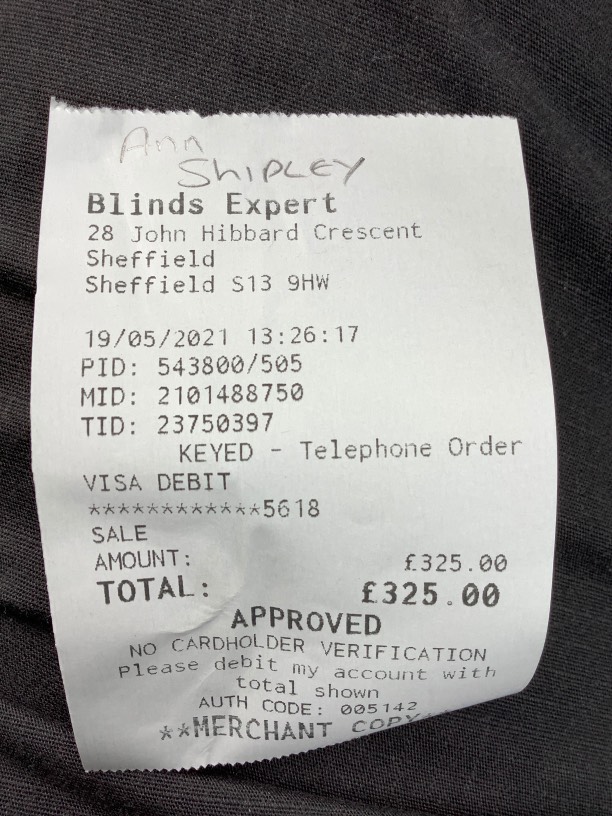 Ann
SHIPLEY
Blinds Expert
28 John Hibbard Crescent
Sheffield
Sheffield S13 9HW
19/05/2021 13:26:17
PID: 543800/505
MID: 2101488750
TID: 23750397
KEYED - Telephone Order
VISA DEBIT
************5618
SALE
AMOUNT: £325.00
TOTAL: £325.00
APPROVED
NO CARDHOLDER VERIFICATION
Please debit my account with
total shown
AUTH CODE: 005142
**MERCHANT COPY